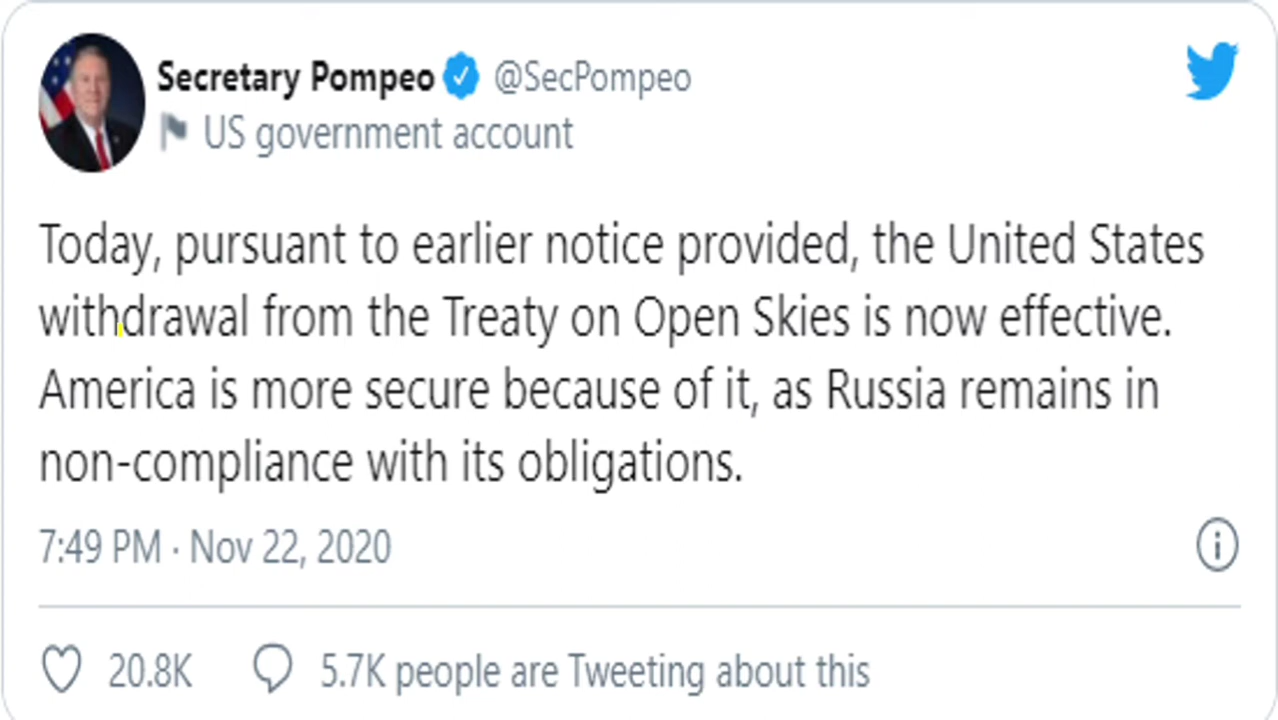 Secretary Pompeo @SecPompeo
US government account
Today, pursuant to earlier notice provided, the United States
withdrawal from the Treaty on Open Skies is now effective.
America is more secure because of it, as Russia remains in
non-compliance with its obligations.
7:49 PM · Nov 22, 2020
20.8K 5.7K people are Tweeting about this